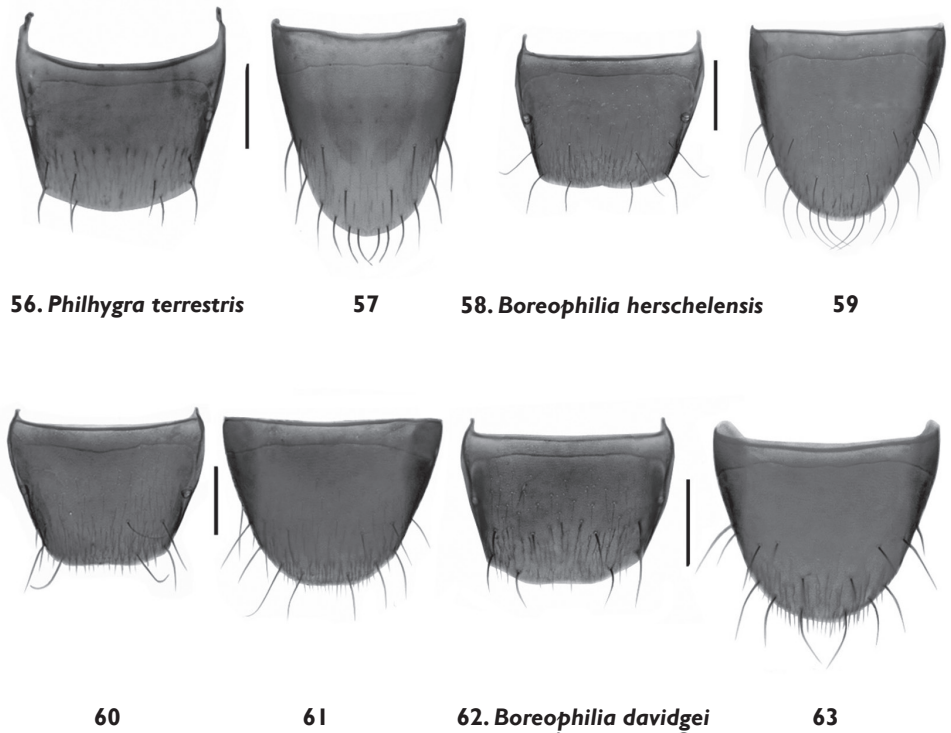 56. Philhygra terrestris 57 58. Boreophilia herschelensis 59
60 61 62. Boreophilia davidgei 63